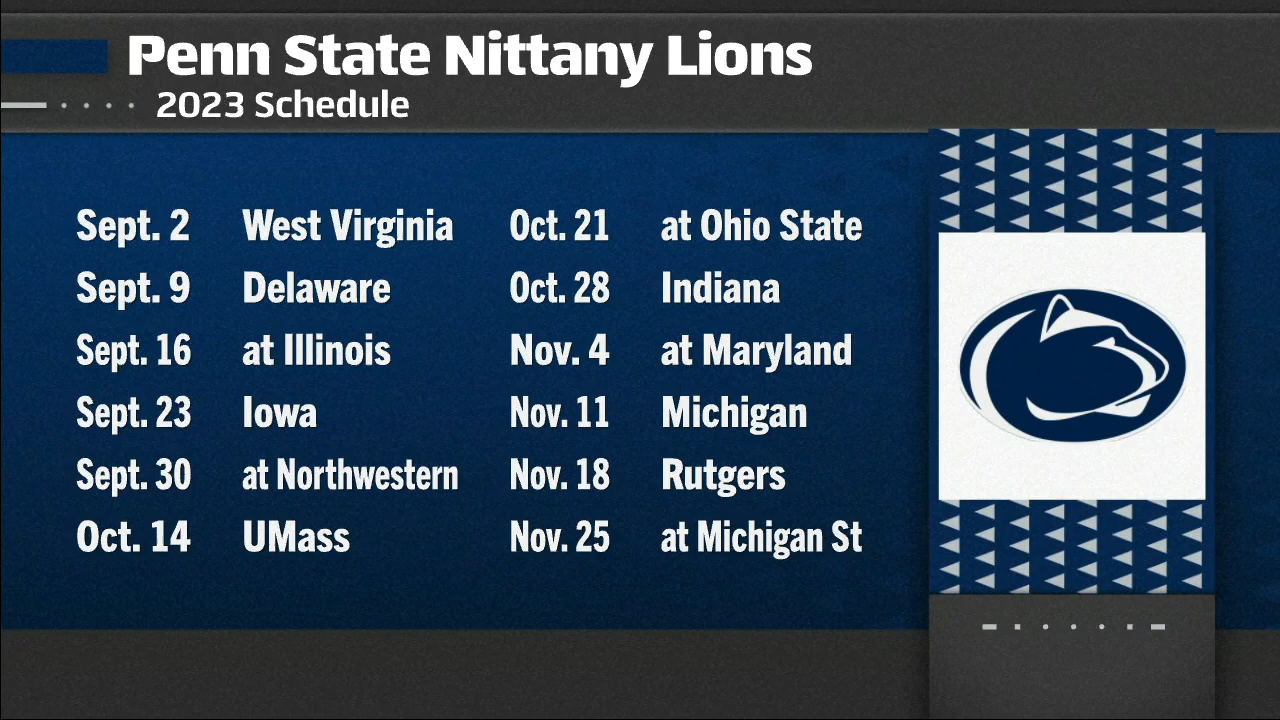 Penn State Nittany Lions
2023 Schedule
Sept. 2 West Virginia
Sept. 9 Delaware
Sept. 16 at Illinois
Sept. 23 Iowa
Sept. 30 at Northwestern
Oct. 14 UMass
Oct. 21 at Ohio State
Oct. 28 Indiana
Nov. 4 at Maryland
Nov. 11 Michigan
Nov. 18 Rutgers
Nov. 25 at Michigan St